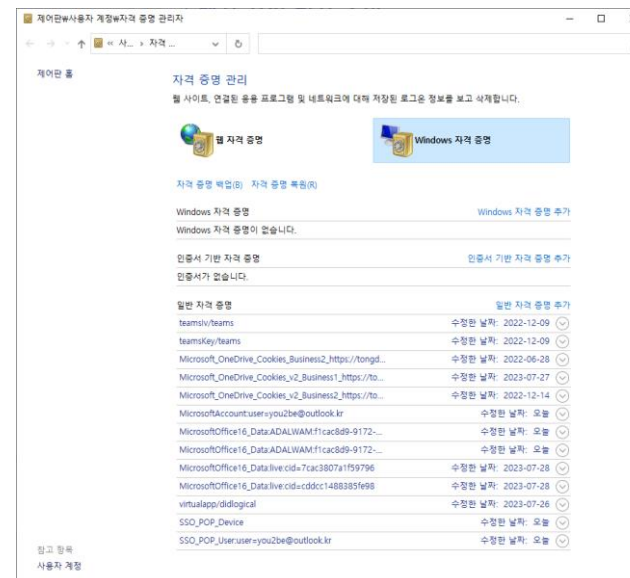 제어판￦사용자 계정￦자격 증명 관리자
« 사... › 자격 ...
제어판 홈
자격 증명 관리
웹 사이트, 연결된 응용 프로그램 및 네트워크에 대해 저장된 로그온 정보를 보고 삭제합니다.
웹 자격 증명
Windows 자격 증명
자격 증명 백업(B) 자격 증명 복원(R)
Windows 자격 증명 Windows 자격 증명 추가
Windows 자격 증명이 없습니다.
인증서 기반 자격 증명 인증서 기반 자격 증명 추가
인증서가 없습니다.
일반 자격 증명 일반 자격 증명 추가
teamsIv/teams 수정한 날짜: 2022-12-09
teamsKey/teams 수정한 날짜: 2022-12-09
Microsoft_OneDrive_Cookies_Business2_https://tongd... 수정한 날짜: 2022-06-28
Microsoft_OneDrive_Cookies_v2_Business1_https://to... 수정한 날짜: 2023-07-27
Microsoft_OneDrive_Cookies_v2_Business2_https://to... 수정한 날짜: 2022-12-14
MicrosoftAccount:user=you2be@outlook.kr 수정한 날짜: 오늘
MicrosoftOffice16_Data:ADALWAM:f1cac8d9-9172-... 수정한 날짜: 오늘
MicrosoftOffice16_Data:ADALWAM:f1cac8d9-9172-... 수정한 날짜: 오늘
MicrosoftOffice16_Data:live:cid=7cac3807a1f59796 수정한 날짜: 2023-07-28
MicrosoftOffice16_Data:live:cid=cddcc1488385fe98 수정한 날짜: 2023-07-28
virtualapp/didlogical 수정한 날짜: 2023-07-26
SSO_POP_Device 수정한 날짜: 오늘
SSO_POP_User:user=you2be@outlook.kr 수정한 날짜: 오늘
참고 항목
사용자 계정